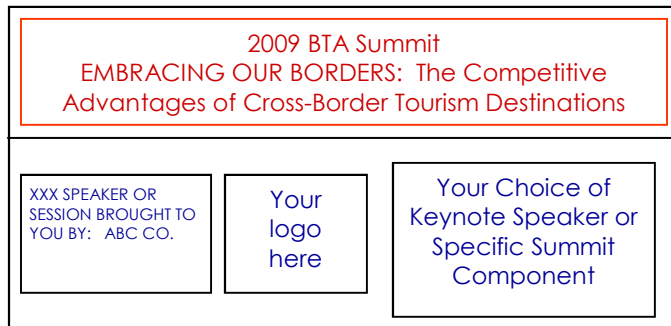 2009 BTA Summit
EMBRACING OUR BORDERS: The Competitive
Advantages of Cross-Border Tourism Destinations
XXX SPEAKER OR
SESSION BROUGHT TO
YOU BY: ABC CO.
Your
logo
here
Your Choice of
Keynote Speaker or
Specific Summit
Component